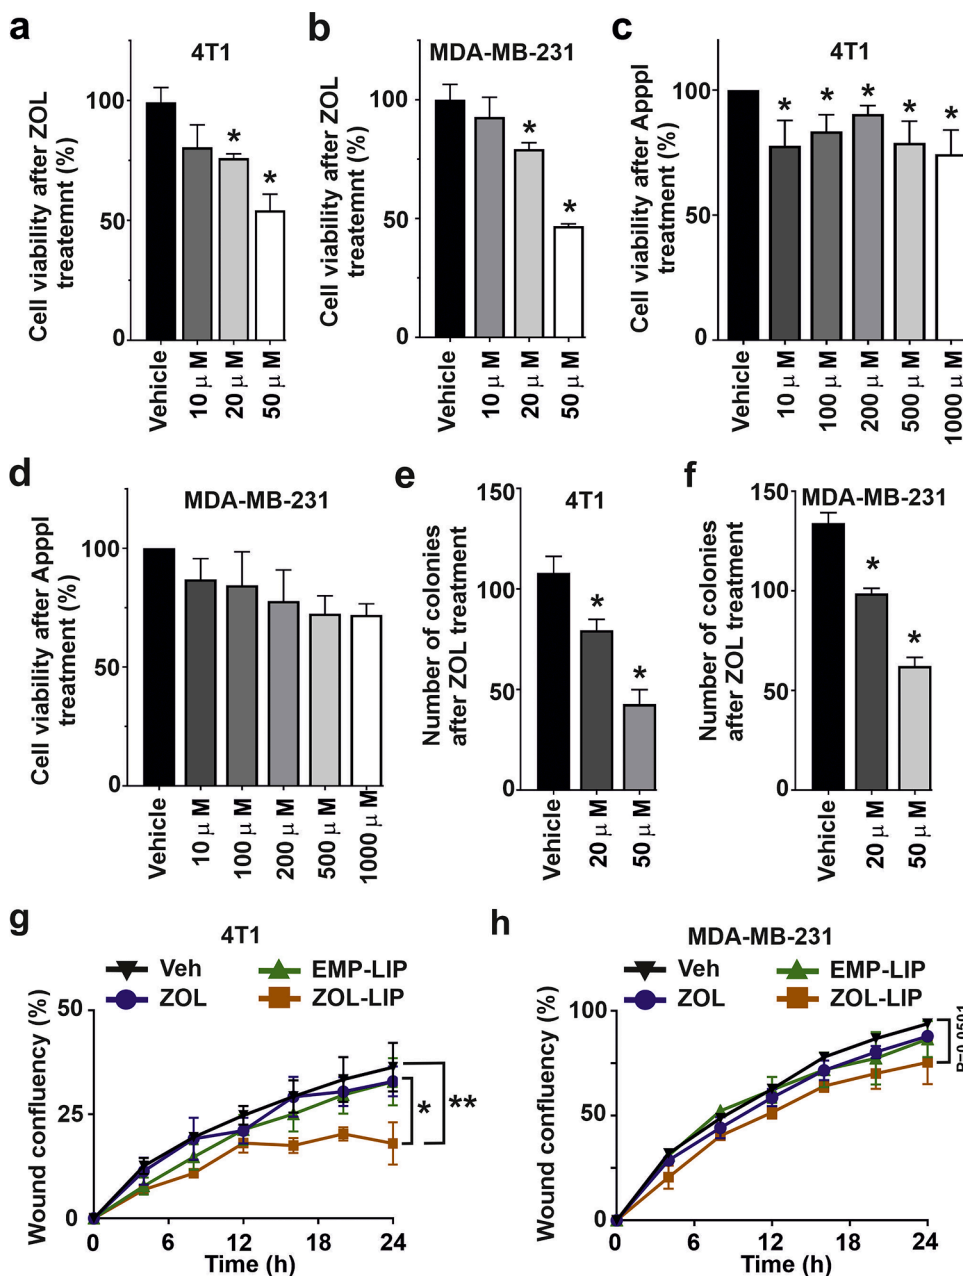 a
4T1
Cell viability after ZOL
treatemnt (%)
100
50
0
*
*
Vehicle
10 μ M
20 μ M
50 μ M
b
MDA-MB-231
Cell viability after ZOL
treatemnt (%)
100
50
0
*
*
Vehicle
10 μ M
20 μ M
50 μ M
c
4T1
Cell viability after ApppI
treatment (%)
100
50
0
* * * * *
Vehicle
10 μ M
100 μ M
200 μ M
500 μ M
1000 μ M
d
MDA-MB-231
Cell viability after ApppI
treatment (%)
100
50
0
Vehicle
10 μ M
100 μ M
200 μ M
500 μ M
1000 μ M
e
4T1
Number of colonies
after ZOL treatment
150
100
50
0
*
*
Vehicle
20 μ M
50 μ M
f
MDA-MB-231
Number of colonies
after ZOL treatment
150
100
50
0
*
*
Vehicle
20 μ M
50 μ M
g
4T1
Veh
EMP-LIP
ZOL
ZOL-LIP
Wound confluency (%)
50
25
0
* **
0 6 12 18 24
Time (h)
h
MDA-MB-231
Veh
EMP-LIP
ZOL
ZOL-LIP
Wound confluency (%)
100
50
0
P=0.0501
0 6 12 18 24
Time (h)